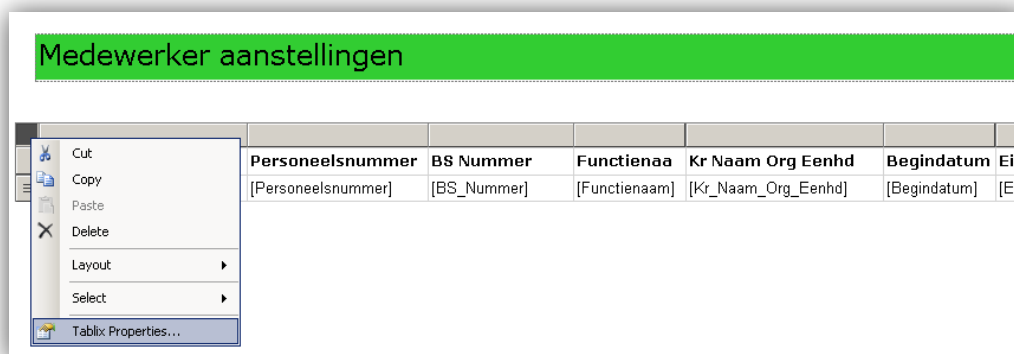 Medewerker aanstellingen
Personeelsnummer BS Nummer Functienaa Kr Naam Org Eenhd Begindatum Ei
[Personeelsnummer] [BS_Nummer] [Functienaam] [Kr_Naam_Org_Eenhd] [Begindatum] [E
Cut
Copy
Paste
Delete
Layout
Select
Tablix Properties...